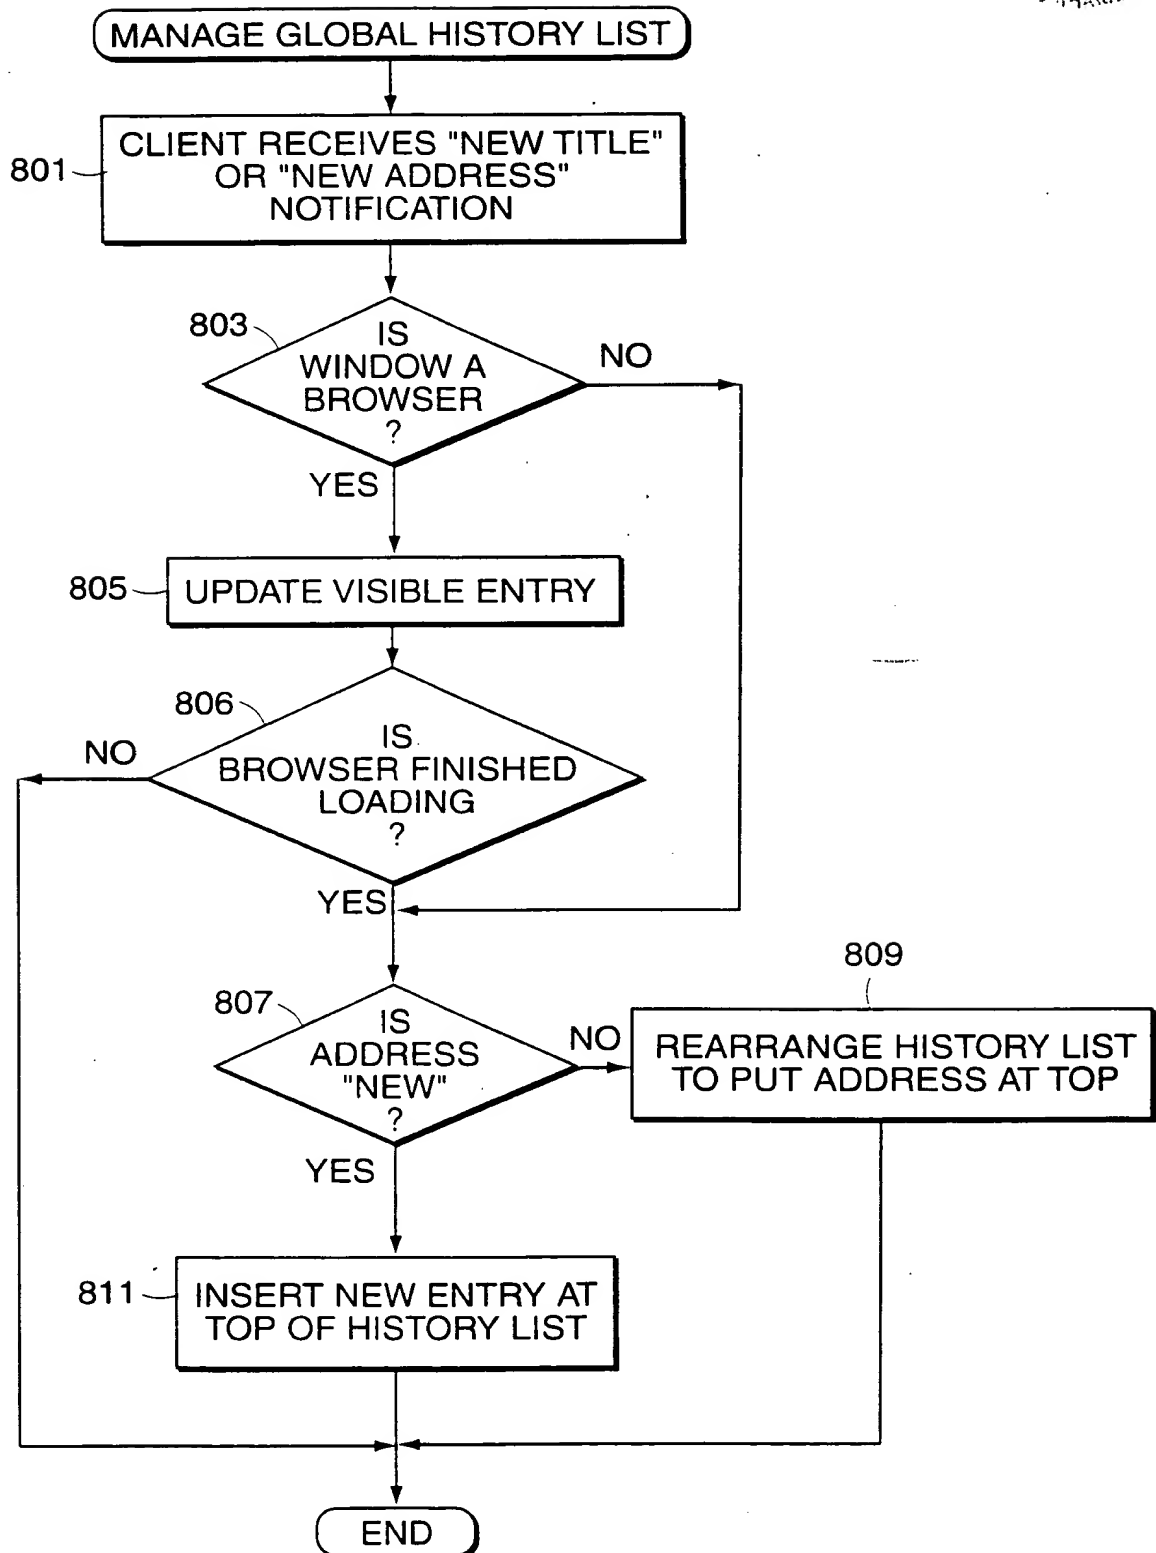 MANAGE GLOBAL HISTORY LIST
801
CLIENT RECEIVES "NEW TITLE"
OR "NEW ADDRESS"
NOTIFICATION
803
IS
WINDOW A
BROWSER
?
NO
YES
805
UPDATE VISIBLE ENTRY
806
IS
BROWSER FINISHED
LOADING
?
NO
YES
807
IS
ADDRESS
"NEW"
?
NO
809
REARRANGE HISTORY LIST
TO PUT ADDRESS AT TOP
YES
811
INSERT NEW ENTRY AT
TOP OF HISTORY LIST
END